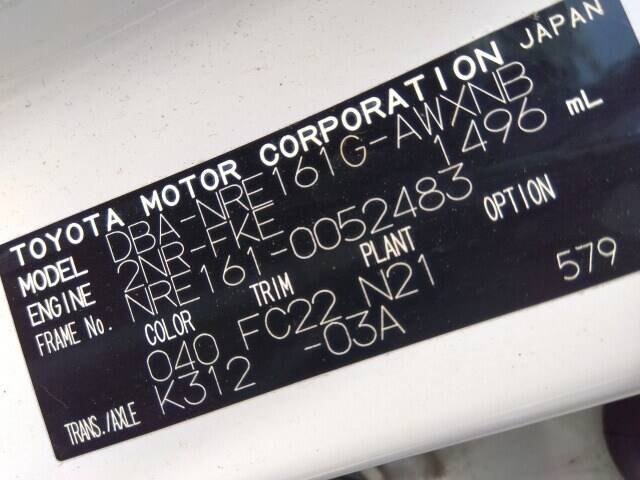 TOYOTA MOTOR CORPORATION JAPAN
MODEL DBA-NRE161G-AWXNB
ENGINE 2NR-FKE 1496 mL
FRAME No. NRE161-0052483
COLOR TRIM PLANT OPTION
040 FC22 N21 579
TRANS./AXLE K312 -03A